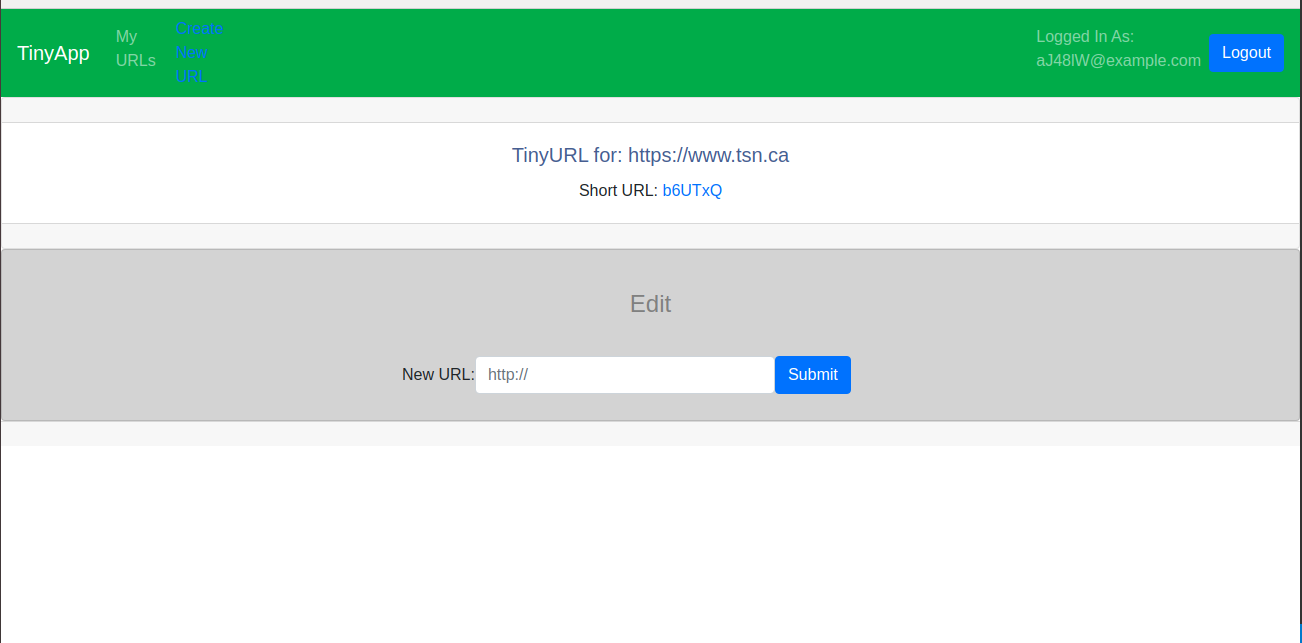 TinyApp
My
URLs
Create
New
URL
Logged In As:
aJ48lW@example.com
Logout
TinyURL for: https://www.tsn.ca
Short URL: b6UTxQ
Edit
New URL: http:// Submit